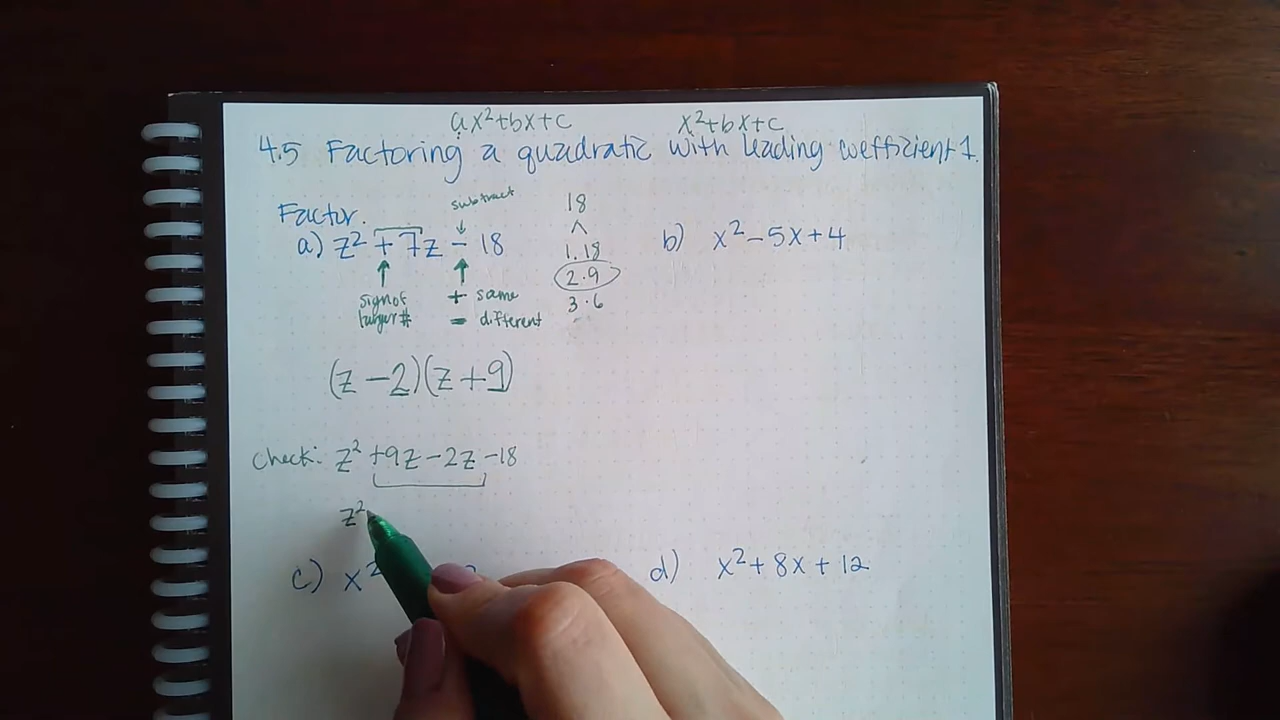 ax²+bx+c x²+bx+c
4.5 Factoring a quadratic with leading coefficient 1.
Factor.
subtract
a) z² + 7z - 18
↑ sign of larger #
↑ + same
- different
18
1·18
2·9
3·6
(z - 2)(z + 9)
Check: z² +9z -2z -18
z²
b) x² - 5x + 4
c) x²
d) x² + 8x + 12